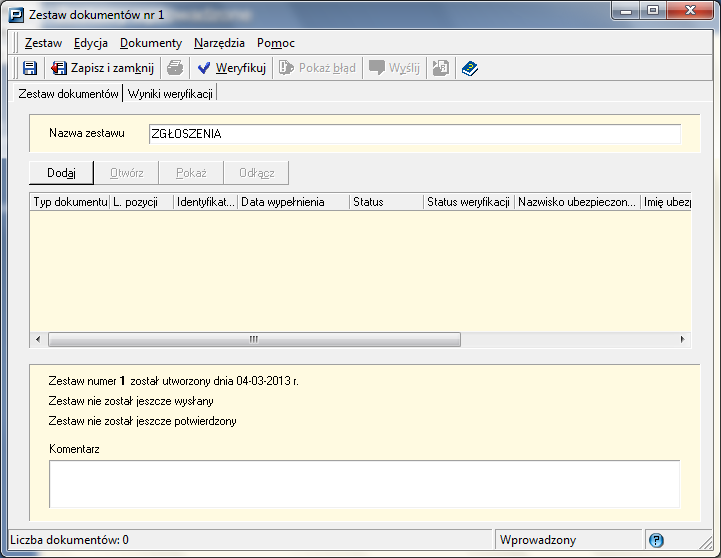 Zestaw dokumentów nr 1
Zestaw Edycja Dokumenty Narzędzia Pomoc
Zapisz i zamknij Weryfikuj Pokaż błąd Wyślij
Zestaw dokumentów Wyniki weryfikacji
Nazwa zestawu ZGŁOSZENIA
Dodaj Otwórz Pokaż Odłącz
Typ dokumentu L. pozycji Identyfikat... Data wypełnienia Status Status weryfikacji Nazwisko ubezpieczon... Imię ubezp
Zestaw numer 1 został utworzony dnia 04-03-2013 r.
Zestaw nie został jeszcze wysłany
Zestaw nie został jeszcze potwierdzony
Komentarz
Liczba dokumentów: 0 Wprowadzony